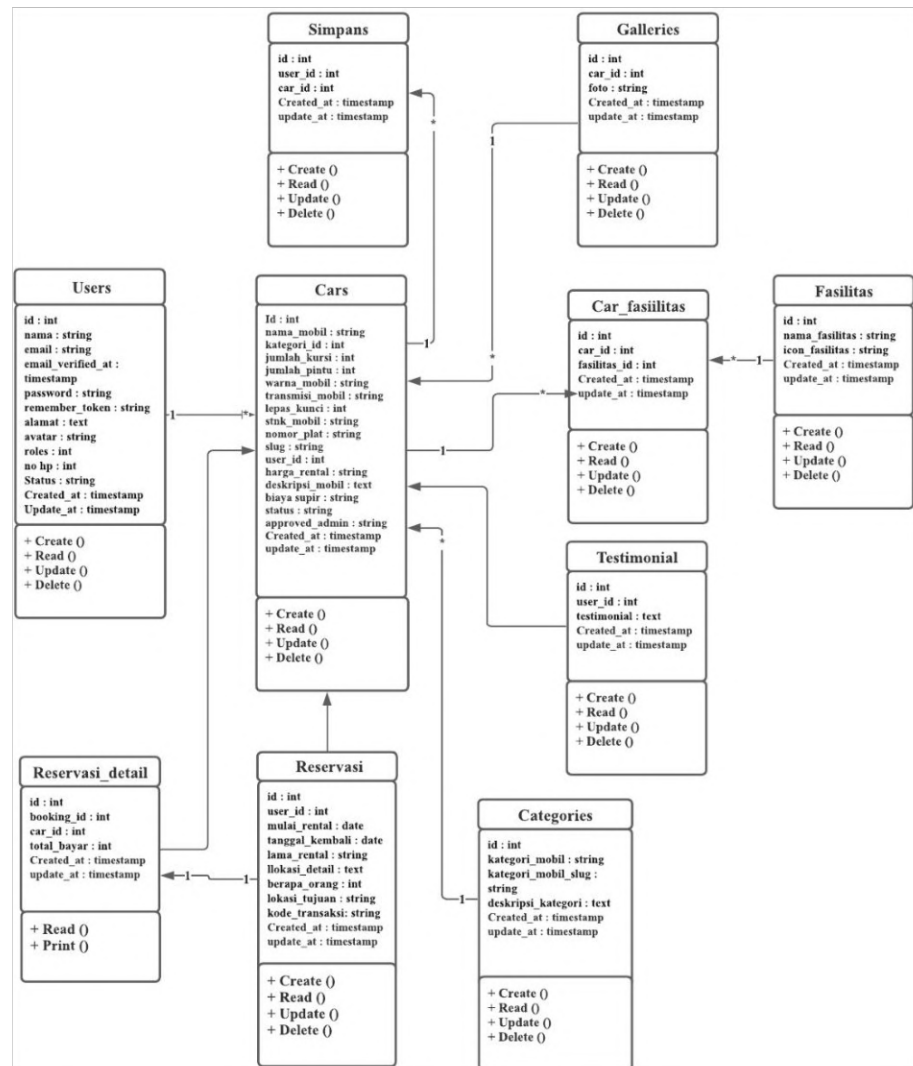 Simpans
id : int
user_id : int
car_id : int
Created_at : timestamp
update_at : timestamp
+ Create ()
+ Read ()
+ Update ()
+ Delete ()
Galleries
id : int
car_id : int
foto : string
Created_at : timestamp
update_at : timestamp
+ Create ()
+ Read ()
+ Update ()
+ Delete ()
*
1
Users
id : int
nama : string
email : string
email_verified_at :
timestamp
password : string
remember_token : string
alamat : text
avatar : string
roles : int
no hp : int
Status : string
Created_at : timestamp
Update_at : timestamp
+ Create ()
+ Read ()
+ Update ()
+ Delete ()
1
*
Cars
Id : int
nama_mobil : string
kategori_id : int
jumlah_kursi : int
jumlah_pintu : int
warna_mobil : string
transmisi_mobil : string
lepas_kunci : int
stnk_mobil : string
nomor_plat : string
slug : string
user_id : int
harga_rental : string
deskripsi_mobil : text
biaya supir : string
status : string
approved_admin : string
Created_at : timestamp
update_at : timestamp
+ Create ()
+ Read ()
+ Update ()
+ Delete ()
1
*
1
*
*
Car_fasiilitas
id : int
car_id : int
fasilitas_id : int
Created_at : timestamp
update_at : timestamp
+ Create ()
+ Read ()
+ Update ()
+ Delete ()
*
1
Fasilitas
id : int
nama_fasilitas : string
icon_fasilitas : string
Created_at : timestamp
update_at : timestamp
+ Create ()
+ Read ()
+ Update ()
+ Delete ()
Testimonial
id : int
user_id : int
testimonial : text
Created_at : timestamp
update_at : timestamp
+ Create ()
+ Read ()
+ Update ()
+ Delete ()
Reservasi_detail
id : int
booking_id : int
car_id : int
total_bayar : int
Created_at : timestamp
update_at : timestamp
+ Read ()
+ Print ()
1
1
Reservasi
id : int
user_id : int
mulai_rental : date
tanggal_kembali : date
lama_rental : string
llokasi_detail : text
berapa_orang : int
lokasi_tujuan : string
kode_transaksi: string
Created_at : timestamp
update_at : timestamp
+ Create ()
+ Read ()
+ Update ()
+ Delete ()
1
Categories
id : int
kategori_mobil : string
kategori_mobil_slug :
string
deskripsi_kategori : text
Created_at : timestamp
update_at : timestamp
+ Create ()
+ Read ()
+ Update ()
+ Delete ()